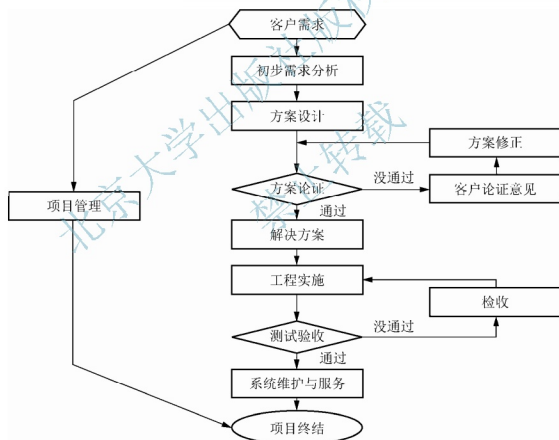 客户需求
初步需求分析
方案设计
方案修正
方案论证
没通过
客户论证意见
通过
项目管理
解决方案
工程实施
检收
测试验收
没通过
通过
系统维护与服务
项目终结
北京大学出版社版权
禁止转载